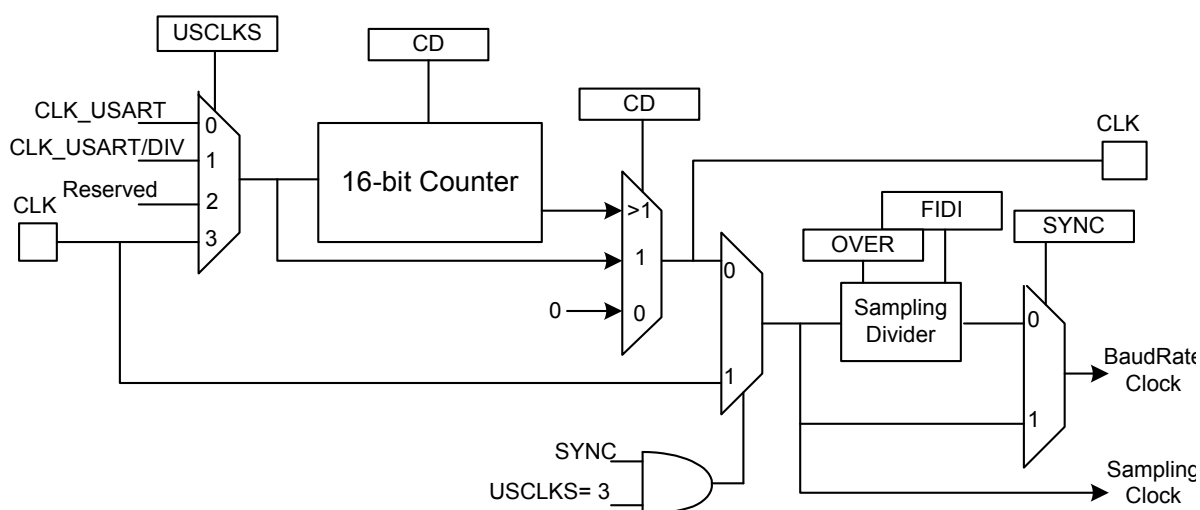 USCLKS
CD
CD
CLK_USART
CLK_USART/DIV
Reserved
CLK
0
1
2
3
16-bit Counter
>1
1
0
0
CLK
FIDI
OVER
SYNC
Sampling
Divider
0
1
0
1
BaudRate
Clock
SYNC
USCLKS= 3
Sampling
Clock